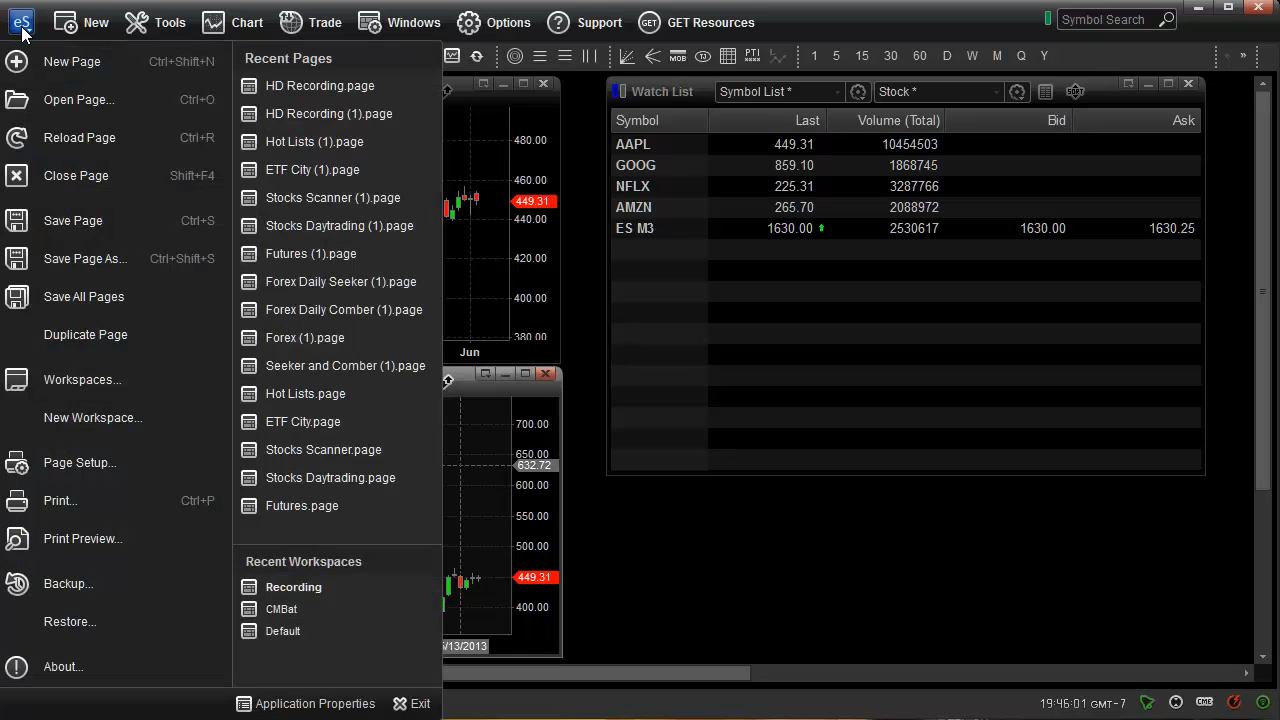 eS New Tools Chart Trade Windows Options Support GET GET Resources Symbol Search
MOB TJ PTI 1 5 15 30 60 D W M Q Y
New Page Ctrl+Shift+N
Open Page... Ctrl+O
Reload Page Ctrl+R
Close Page Shift+F4
Save Page Ctrl+S
Save Page As... Ctrl+Shift+S
Save All Pages
Duplicate Page
Workspaces...
New Workspace...
Page Setup...
Print... Ctrl+P
Print Preview...
Backup...
Restore...
About...
Recent Pages
HD Recording.page
HD Recording (1).page
Hot Lists (1).page
ETF City (1).page
Stocks Scanner (1).page
Stocks Daytrading (1).page
Futures (1).page
Forex Daily Seeker (1).page
Forex Daily Comber (1).page
Forex (1).page
Seeker and Comber (1).page
Hot Lists.page
ETF City.page
Stocks Scanner.page
Stocks Daytrading.page
Futures.page
Recent Workspaces
Recording
CMBat
Default
Application Properties Exit
480.00
460.00
449.31
440.00
420.00
400.00
380.00
Jun
700.00
650.00
632.72
600.00
550.00
500.00
449.31
400.00
/13/2013
Watch List Symbol List * Stock *
Symbol Last Volume (Total) Bid Ask
AAPL 449.31 10454503
GOOG 859.10 1868745
NFLX 225.31 3287766
AMZN 265.70 2088972
ES M3 1630.00 2530617 1630.00 1630.25
19:46:01 GMT-7 CME